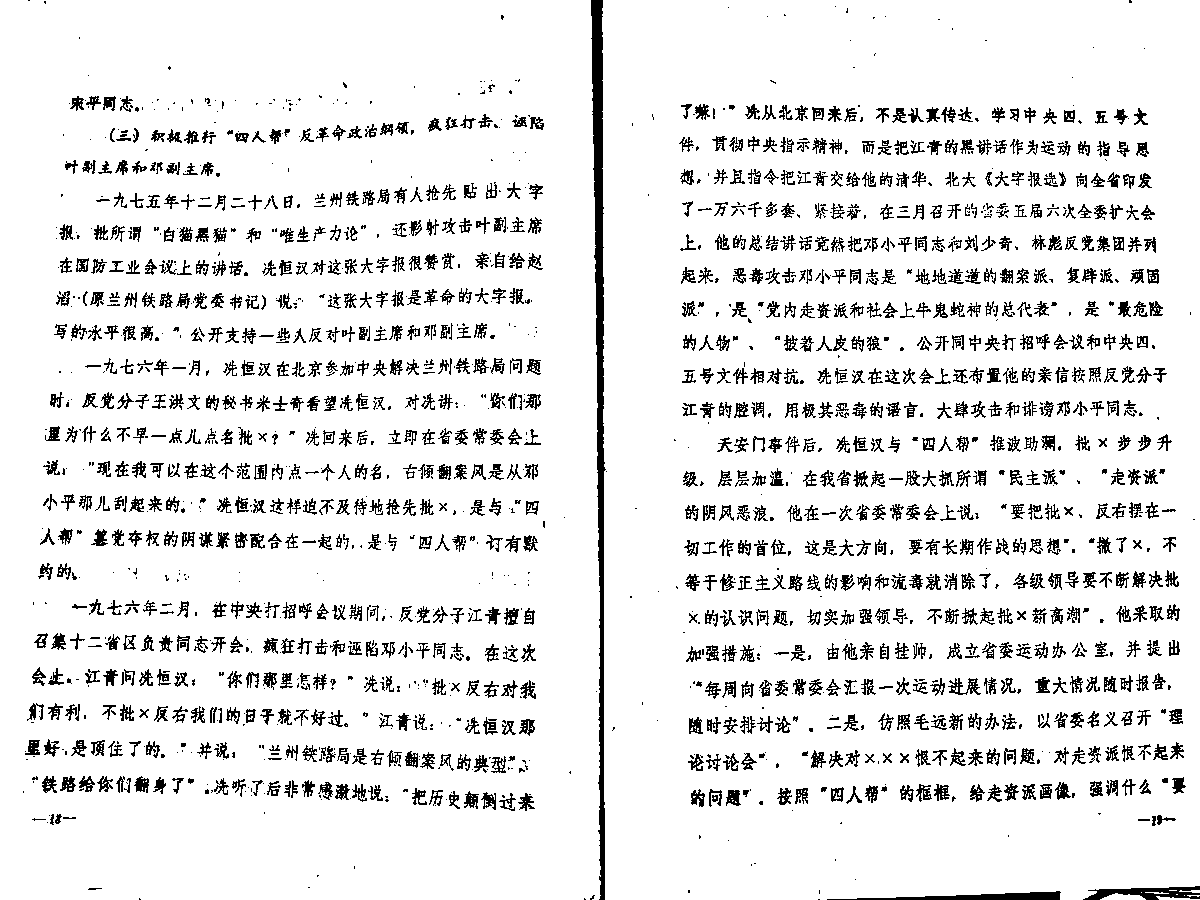 宋平同志。
(三)积极推行“四人帮”反革命政治纲领，疯狂打击、诬陷
叶副主席和邓副主席。
一九七五年十二月二十八日，兰州铁路局有人抢先贴出大字
报，批所谓“白猫黑猫”和“唯生产力论”，还影射攻击叶副主席
在国防工业会议上的讲话。冼恒汉对这张大字报很赞赏，亲自给赵
滔(原兰州铁路局党委书记)说：“这张大字报是革命的大字报。
写的水平很高。”公开支持一些人反对叶副主席和邓副主席。
一九七六年一月，冼恒汉在北京参加中央解决兰州铁路局问题
时，反党分子王洪文的秘书米士奇看望冼恒汉，对冼讲：“你们那
里为什么不早一点儿点名批×？”冼回来后，立即在省委常委会上
说：“现在我可以在这个范围内点一个人的名，右倾翻案风是从邓
小平那儿刮起来的。”冼恒汉这样迫不及待地抢先批×，是与“四
人帮”篡党夺权的阴谋紧密配合在一起的，是与“四人帮”订有默
约的。
一九七六年二月，在中央打招呼会议期间，反党分子江青擅自
召集十二省区负责同志开会，疯狂打击和诬陷邓小平同志。在这次
会上。江青问冼恒汉：“你们那里怎样？”冼说：“批×反右对我
们有利，不批×反右我们的日子就不好过。”江青说：“冼恒汉那
里好，是顶住了的。”并说：“兰州铁路局是右倾翻案风的典型”。
“铁路给你们翻身了”。冼听了后非常感激地说：“把历史颠倒过来
—18—
了嘛！”冼从北京回来后，不是认真传达、学习中央四、五号文
件，贯彻中央指示精神，而是把江青的黑讲话作为运动的指导思
想，并且指令把江青交给他的清华、北大《大字报选》向全省印发
了一万六千多套、紧接着，在三月召开的省委五届六次全委扩大会
上，他的总结讲话竟然把邓小平同志和刘少奇、林彪反党集团并列
起来，恶毒攻击邓小平同志是“地地道道的翻案派、复辟派、顽固
派”，是“党内走资派和社会上牛鬼蛇神的总代表”，是“最危险
的人物”、“披着人皮的狼”。公开同中央打招呼会议和中央四、
五号文件相对抗。冼恒汉在这次会上还布置他的亲信按照反党分子
江青的腔调，用极其恶毒的语言，大肆攻击和诽谤邓小平同志。
天安门事件后，冼恒汉与“四人帮”推波助澜，批×步步升
级，层层加温，在我省掀起一股大抓所谓“民主派”、“走资派”
的阴风恶浪。他在一次省委常委会上说：“要把批×、反右摆在一
切工作的首位，这是大方向，要有长期作战的思想”。“撤了×，不
等于修正主义路线的影响和流毒就消除了，各级领导要不断解决批
×的认识问题，切实加强领导，不断掀起批×新高潮”。他采取的
加强措施：一是，由他亲自挂帅，成立省委运动办公室，并提出
“每周向省委常委会汇报一次运动进展情况，重大情况随时报告，
随时安排讨论”。二是，仿照毛远新的办法，以省委名义召开“理
论讨论会”，“解决对×××恨不起来的问题，对走资派恨不起来
的问题”。按照“四人帮”的框框，给走资派画像，强调什么“要
—19—